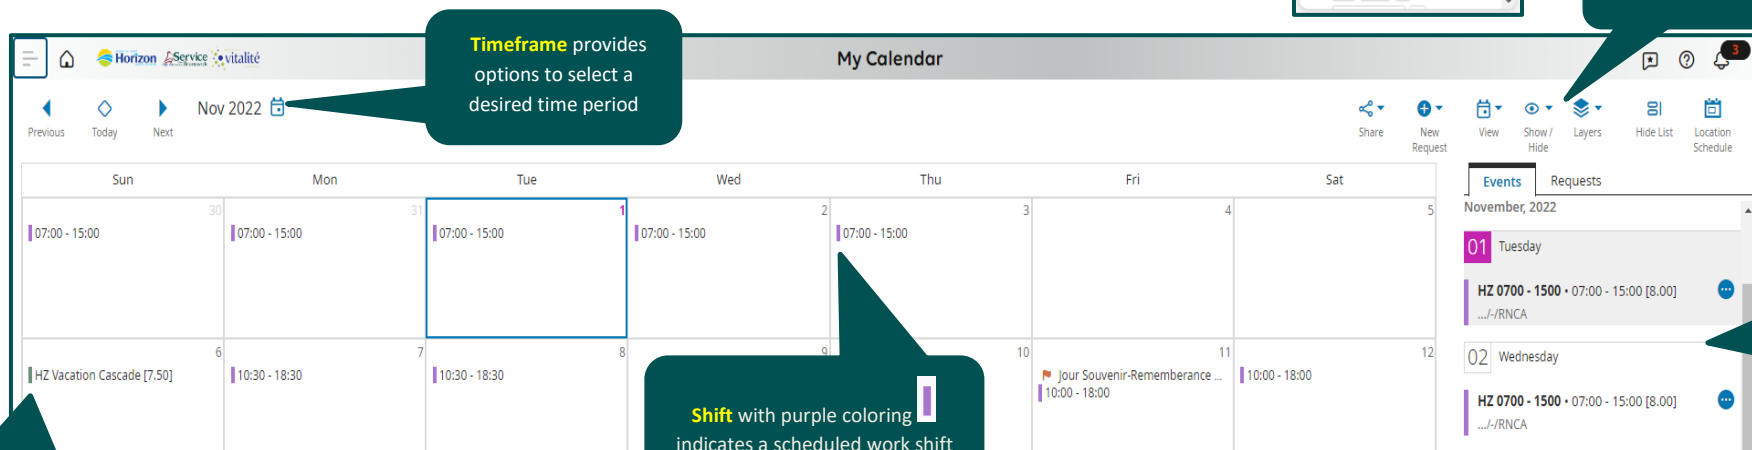 Timeframe provides
options to select a
desired time period
Horizon Service vitalité
My Calendar
3
Nov 2022
Previous Today Next
Share New Request View Show / Hide Layers Hide List Location Schedule
Sun Mon Tue Wed Thu Fri Sat
30 31 1 2 3 4 5
07:00 - 15:00 07:00 - 15:00 07:00 - 15:00 07:00 - 15:00 07:00 - 15:00
6 7 8 9 10 11 12
HZ Vacation Cascade [7.50] 10:30 - 18:30 10:30 - 18:30 Jour Souvenir-Rememberance ... 10:00 - 18:00
10:00 - 18:00
Shift with purple coloring
indicates a scheduled work shift
Events Requests
November, 2022
01 Tuesday
HZ 0700 - 1500 • 07:00 - 15:00 [8.00]
.../-/RNCA
02 Wednesday
HZ 0700 - 1500 • 07:00 - 15:00 [8.00]
.../-/RNCA